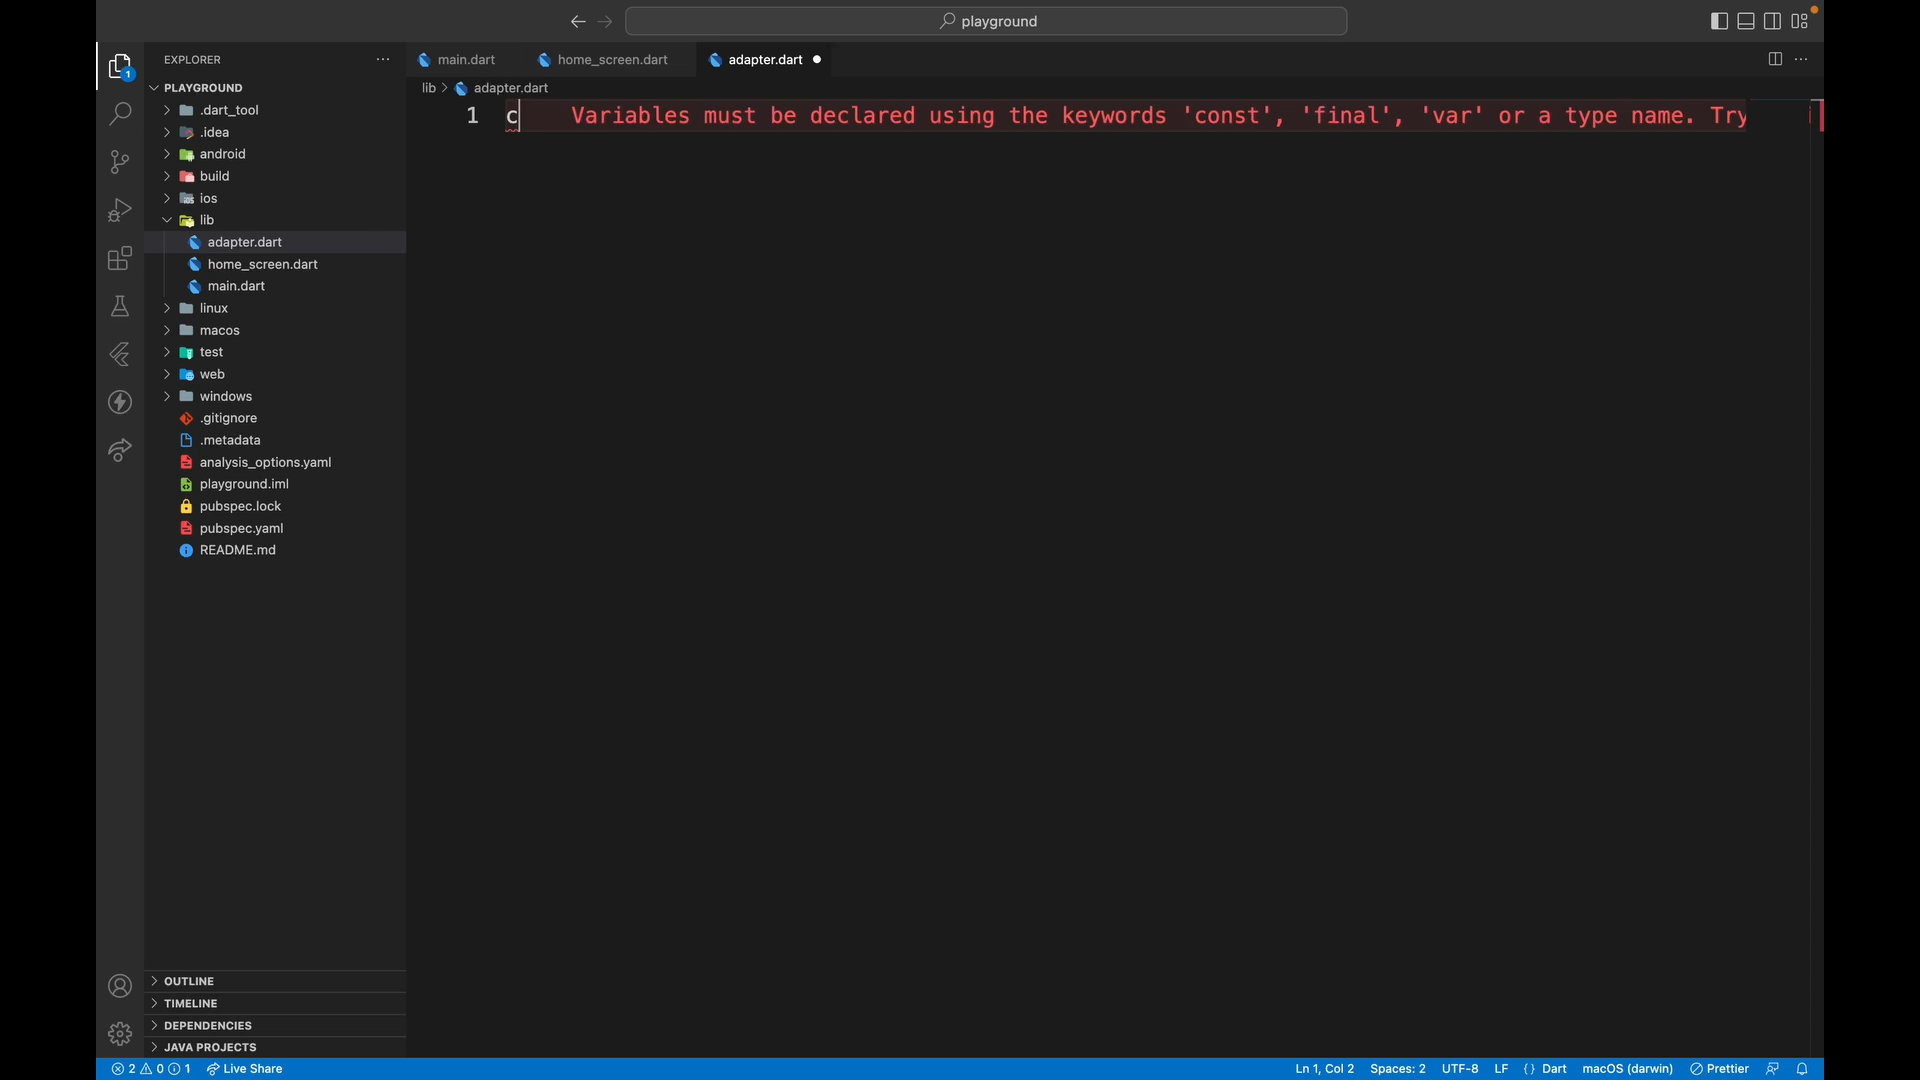 playground
EXPLORER
main.dart
home_screen.dart
adapter.dart
PLAYGROUND
lib
adapter.dart
.dart_tool
1
c
Variables must be declared using the keywords 'const', 'final', 'var' or a type name. Try
.idea
android
build
ios
lib
adapter.dart
home_screen.dart
main.dart
linux
macos
test
web
windows
.gitignore
.metadata
analysis_options.yaml
playground.iml
pubspec.lock
pubspec.yaml
README.md
OUTLINE
TIMELINE
DEPENDENCIES
JAVA PROJECTS
2 0 1 Live Share
Ln 1, Col 2 Spaces: 2 UTF-8 LF {} Dart macOS (darwin) Prettier